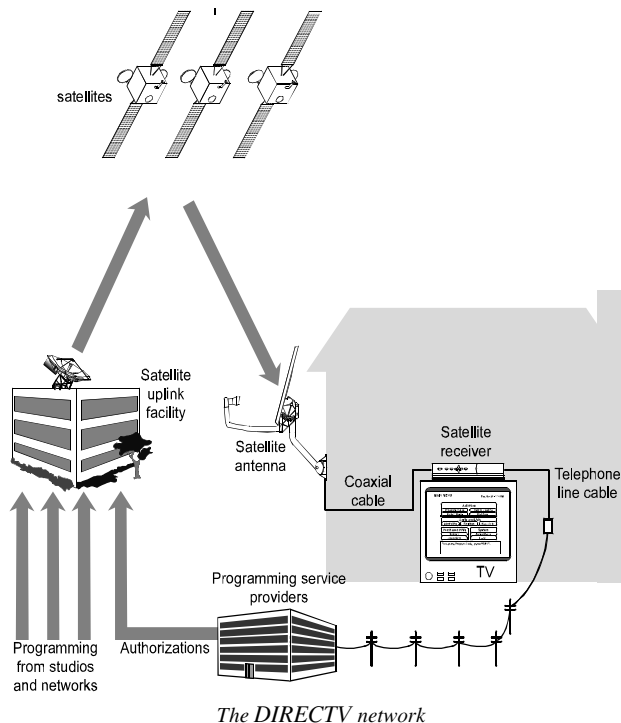 satellites
Satellite
uplink
facility
Satellite
antenna
Satellite
receiver
Coaxial
cable
Telephone
line cable
TV
Programming service
providers
Programming
from studios
and networks
Authorizations
The DIRECTV network